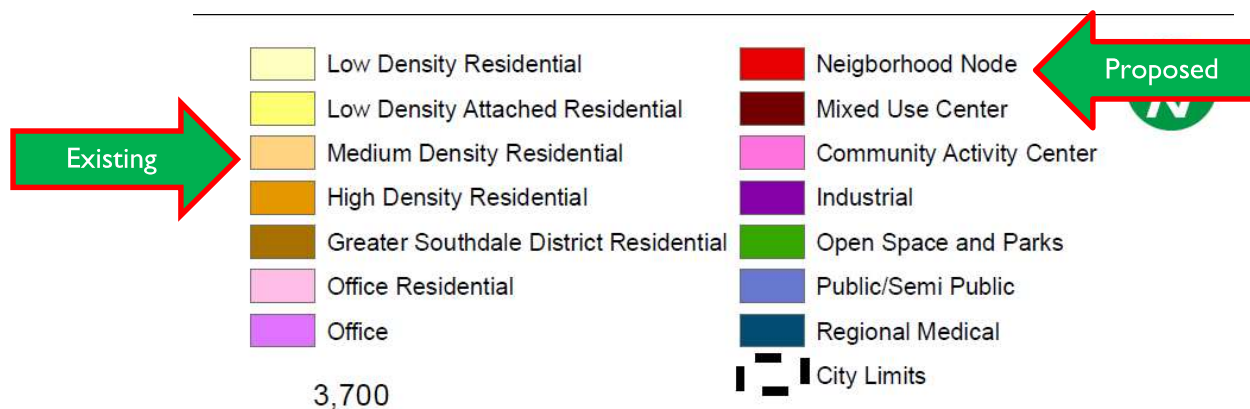 Low Density Residential
Low Density Attached Residential
Existing
Medium Density Residential
High Density Residential
Greater Southdale District Residential
Office Residential
Office
3,700
Neigborhood Node
Proposed
Mixed Use Center
N
Community Activity Center
Industrial
Open Space and Parks
Public/Semi Public
Regional Medical
City Limits